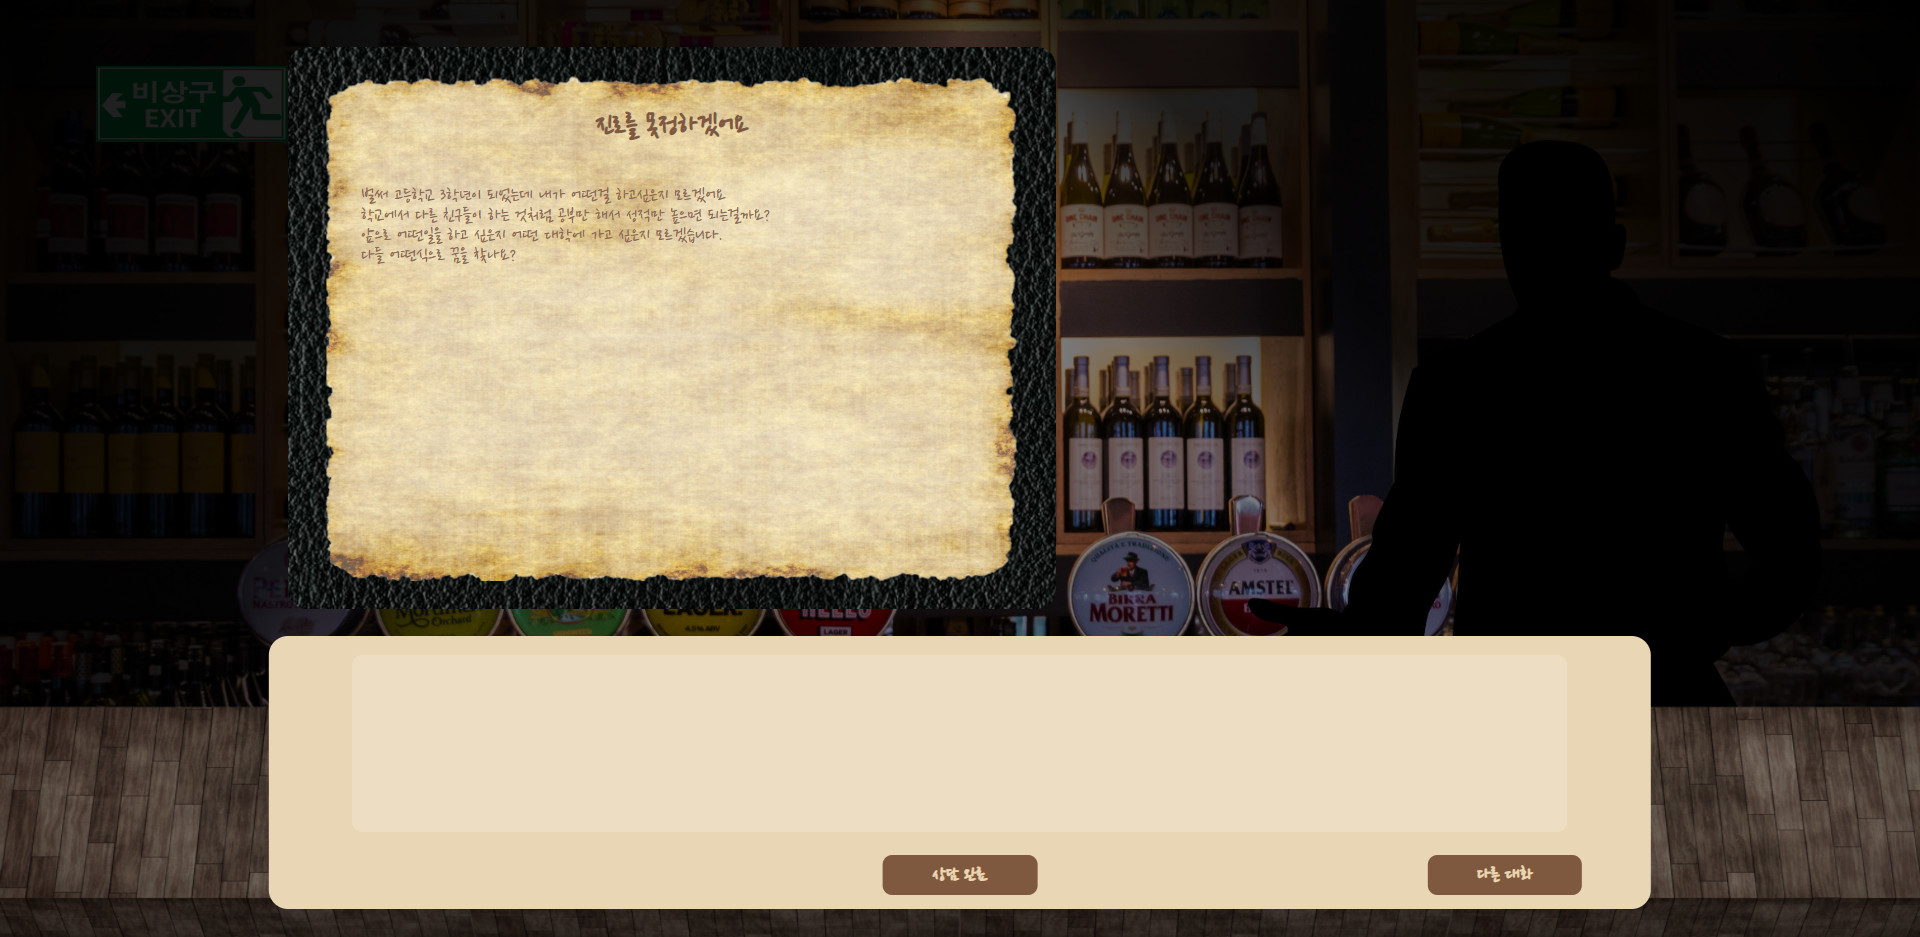 비상구
EXIT
진로를 못정하겠어요
벌써 고등학교 3학년이 되었는데 내가 어떤걸 하고싶은지 모르겠어요
학교에서 다른 친구들이 하는 것처럼 공부만 해서 성적만 높으면 되는걸까요?
앞으로 어떤일을 하고 싶은지 어떤 대학에 가고 싶은지 모르겠습니다.
다들 어떤식으로 꿈을 찾나요?
BIRRA
MORETTI
AMSTEL
Orchard
4.5% ABV
LAGER
상담 완료
다른 대화